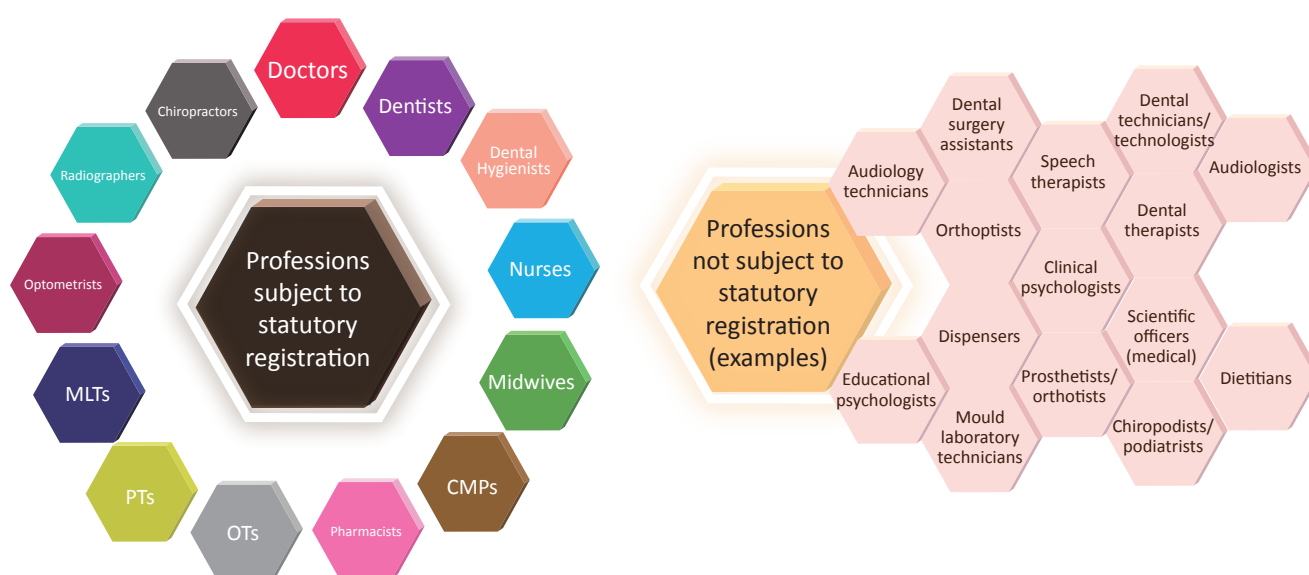 Professions
subject to
statutory
registration
Doctors
Dentists
Dental
Hygienists
Nurses
Midwives
CMPs
Pharmacists
OTs
PTs
MLTs
Optometrists
Radiographers
Chiropractors
Professions
not subject to
statutory
registration
(examples)
Audiology
technicians
Educational
psychologists
Dental
surgery
assistants
Orthoptists
Dispensers
Mould
laboratory
technicians
Speech
therapists
Clinical
psychologists
Prosthetists/
orthotists
Dental
technicians/
technologists
Dental
therapists
Scientific
officers
(medical)
Chiropodists/
podiatrists
Audiologists
Dietitians